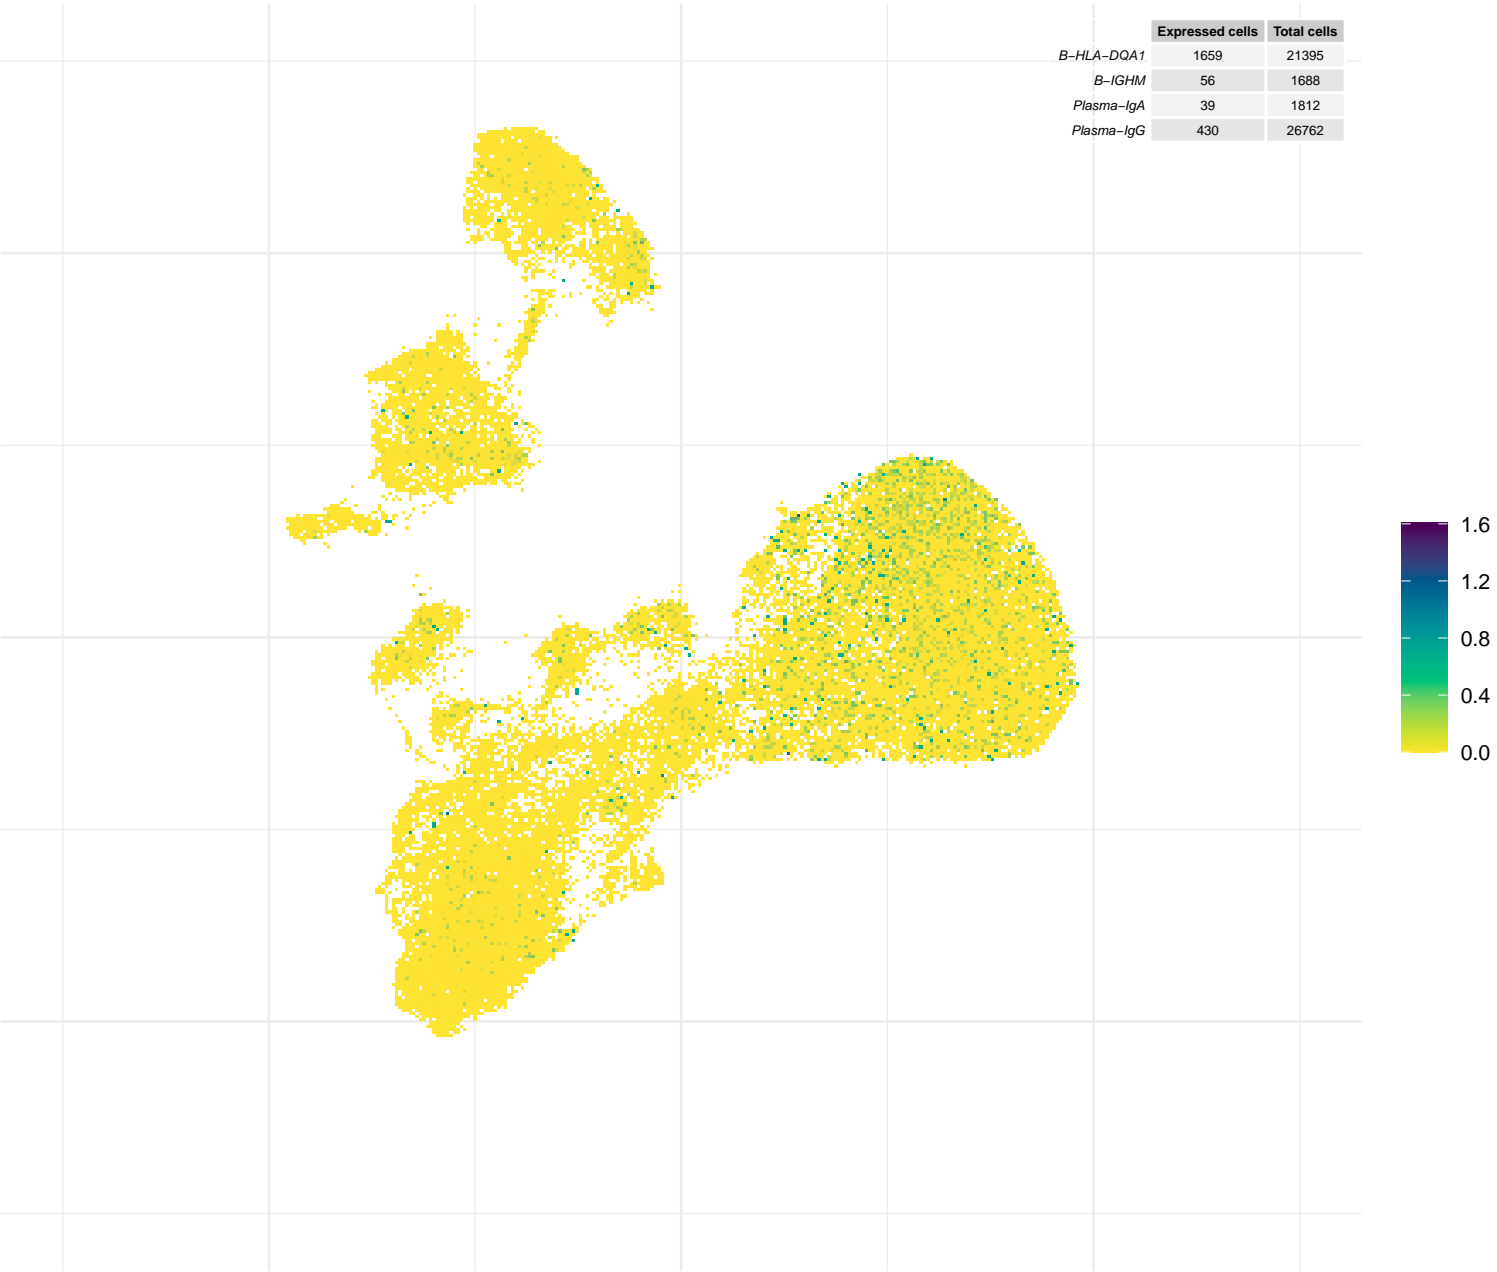 Expressed cells Total cells
B−HLA−DQA1 1659 21395
B−IGHM 56 1688
Plasma−IgA 39 1812
Plasma−IgG 430 26762
1.6
1.2
0.8
0.4
0.0